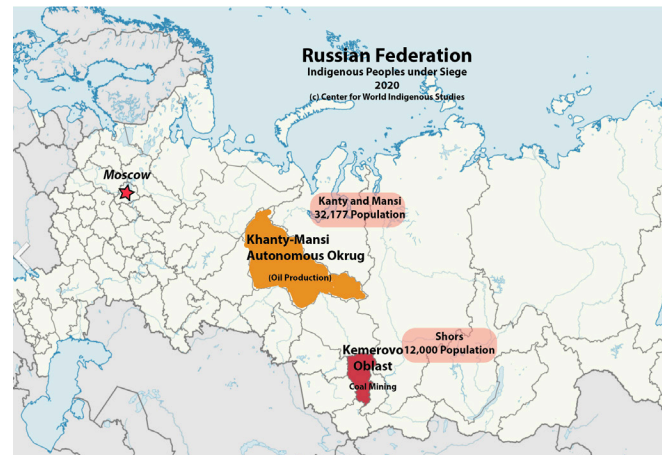 Russian Federation
Indigenous Peoples under Siege
2020
(c) Center for World Indigenous Studies
Moscow
Kanty and Mansi
32,177 Population
Khanty-Mansi
Autonomous Okrug
(Oil Production)
Shors
12,000 Population
Kemerovo
Oblast
Coal Mining